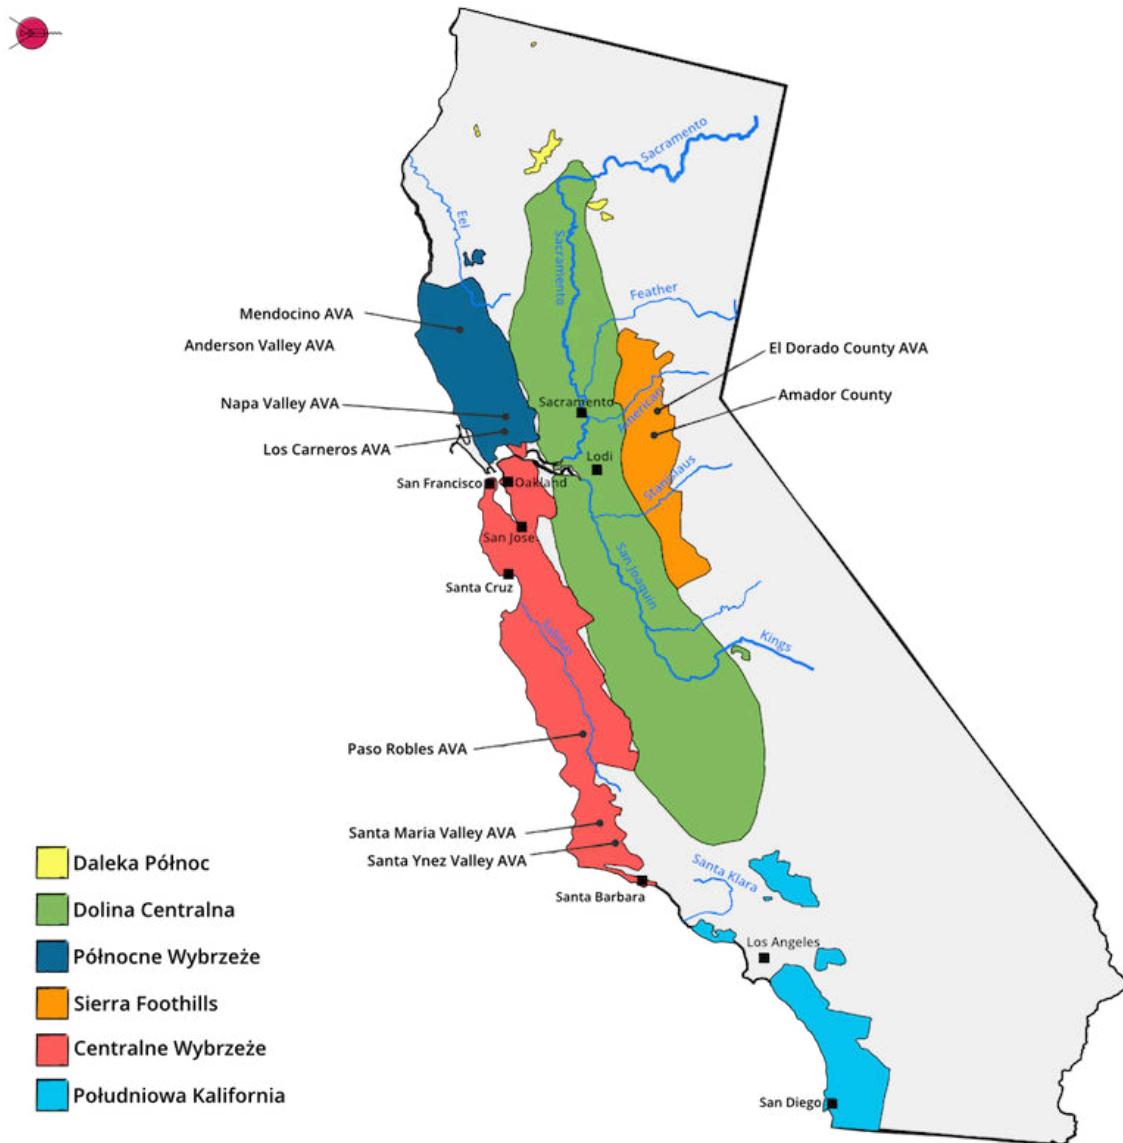 Sacramento
Eel
Sacramento
Feather
Mendocino AVA
Anderson Valley AVA
El Dorado County AVA
Amador County
Napa Valley AVA
Sacramento
American
Los Carneros AVA
Lodi
Stanislaus
San Francisco
Oakland
San Jose
San Joaquin
Santa Cruz
Salinas
Kings
Paso Robles AVA
Santa Maria Valley AVA
Santa Ynez Valley AVA
Santa Klara
Santa Barbara
Los Angeles
San Diego
Daleka Północ
Dolina Centralna
Północne Wybrzeże
Sierra Foothills
Centralne Wybrzeże
Południowa Kalifornia